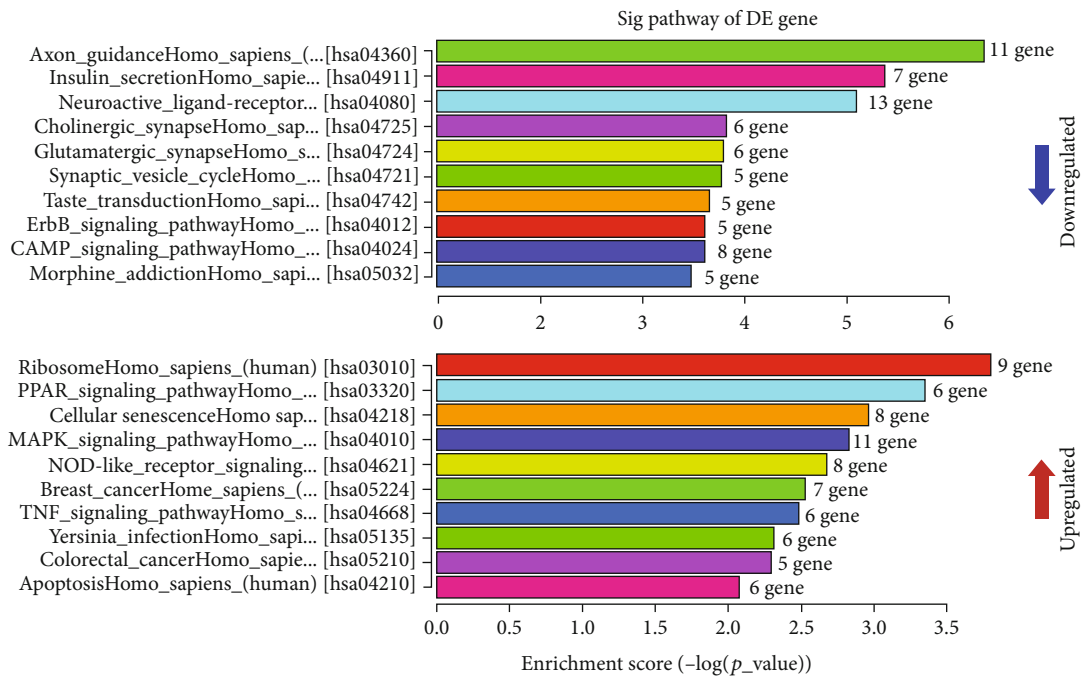 Sig pathway of DE gene
Axon_guidanceHomo_sapiens_(...[hsa04360] 11 gene
Insulin_secretionHomo_sapie... [hsa04911] 7 gene
Neuroactive_ligand-receptor... [hsa04080] 13 gene
Cholinergic_synapseHomo_sap... [hsa04725] 6 gene
Glutamatergic_synapseHomo_s... [hsa04724] 6 gene
Synaptic_vesicle_cycleHomo_... [hsa04721] 5 gene
Taste_transductionHomo_sapi... [hsa04742] 5 gene
ErbB_signaling_pathwayHomo_... [hsa04012] 5 gene
CAMP_signaling_pathwayHomo_... [hsa04024] 8 gene
Morphine_addictionHomo_sapi... [hsa05032] 5 gene
Downregulated
0 2 3 4 5 6
RibosomeHomo_sapiens_(human) [hsa03010] 9 gene
PPAR_signaling_pathwayHomo_... [hsa03320] 6 gene
Cellular senescenceHomo sap... [hsa04218] 8 gene
MAPK_signaling_pathwayHomo_... [hsa04010] 11 gene
NOD-like_receptor_signaling... [hsa04621] 8 gene
Breast_cancerHome_sapiens_(... [hsa05224] 7 gene
TNF_signaling_pathwayHomo_s... [hsa04668] 6 gene
Yersinia_infectionHomo_sapi... [hsa05135] 6 gene
Colorectal_cancerHomo_sapie... [hsa05210] 5 gene
ApoptosisHomo_sapiens_(human) [hsa04210] 6 gene
Upregulated
0.0 0.5 1.0 1.5 2.0 2.5 3.0 3.5
Enrichment score (–log(p_value))